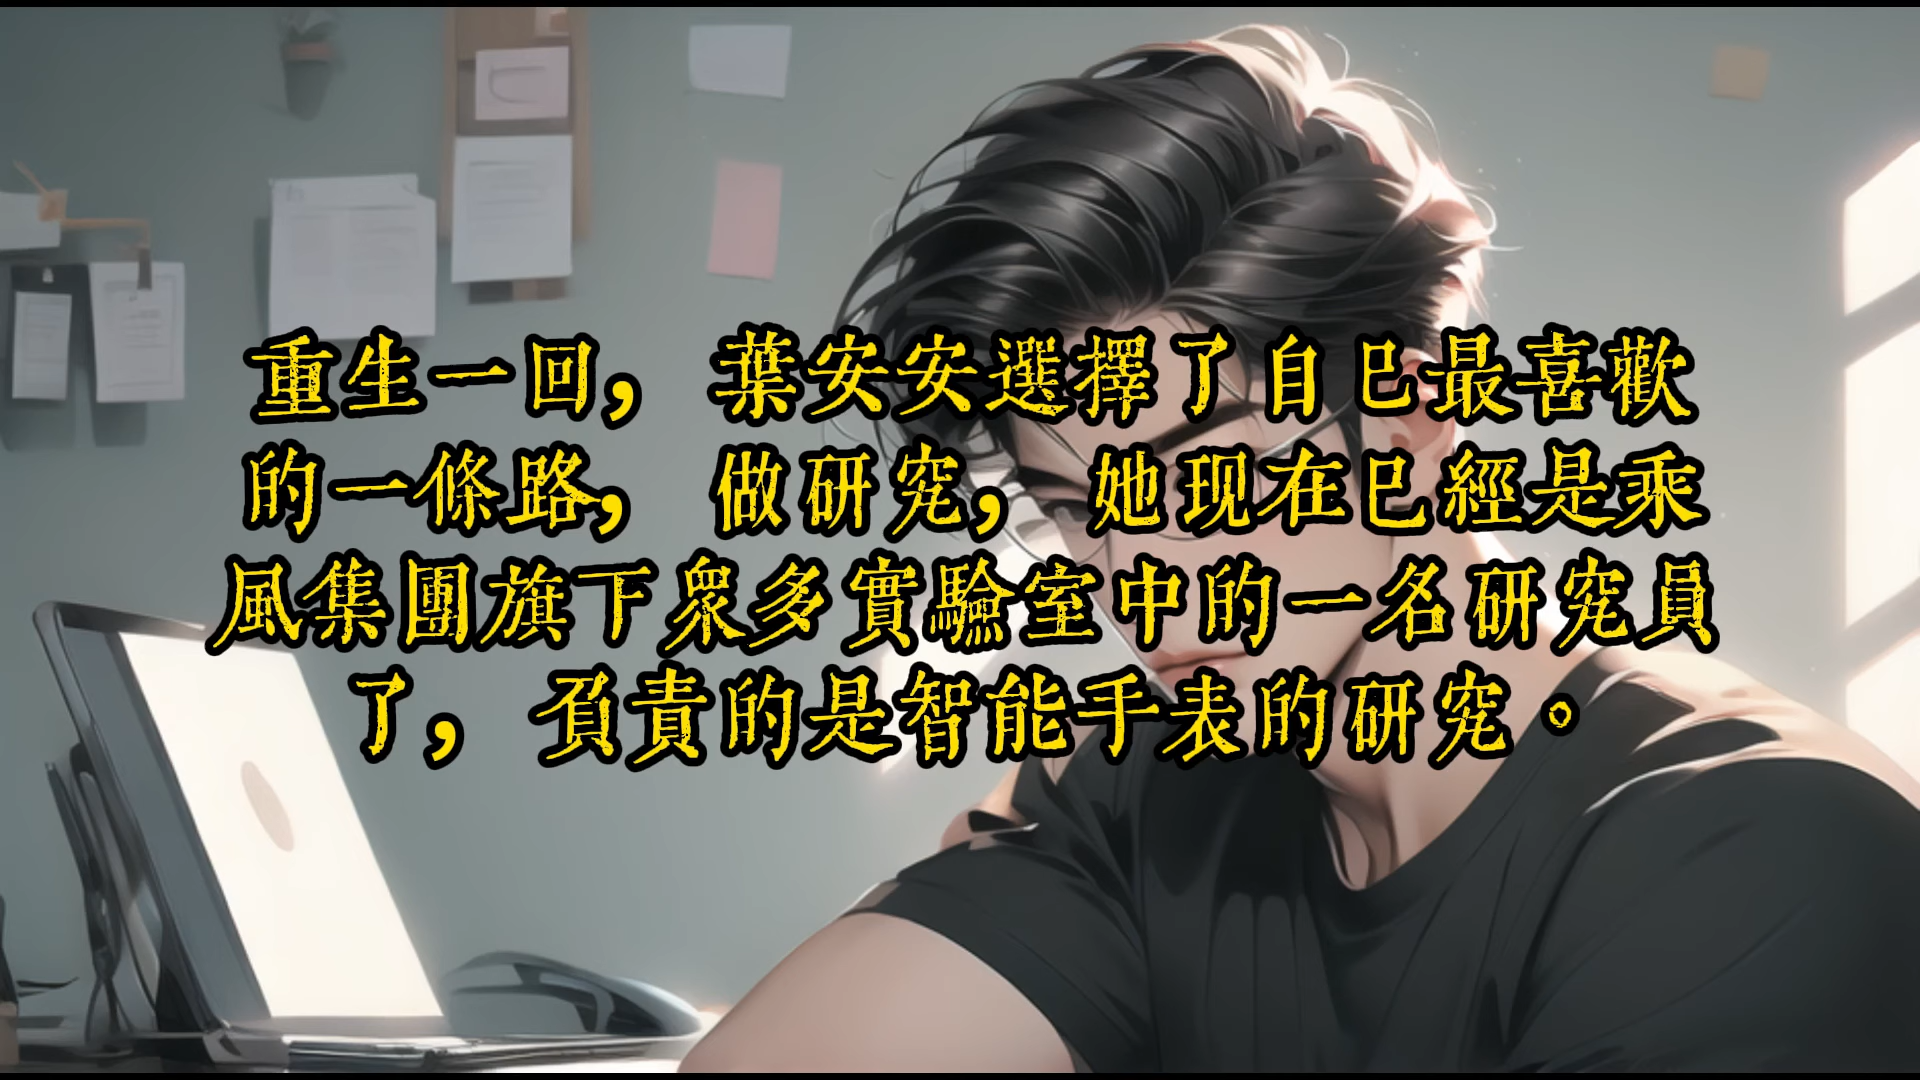 重生一回，葉安安選擇了自己最喜歡
的一條路，做研究，她现在已經是乘
風集團旗下衆多實驗室中的一名研究員
了，負責的是智能手表的研究。